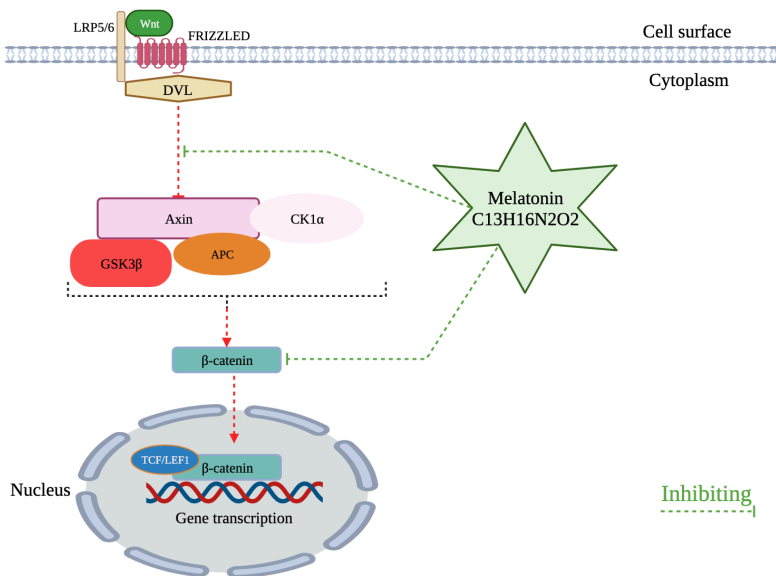 Wnt
LRP5/6
FRIZZLED
Cell surface
Cytoplasm
DVL
Melatonin
C13H16N2O2
Axin
CK1α
APC
GSK3β
β-catenin
TCF/LEF1
β-catenin
Nucleus
Gene transcription
Inhibiting